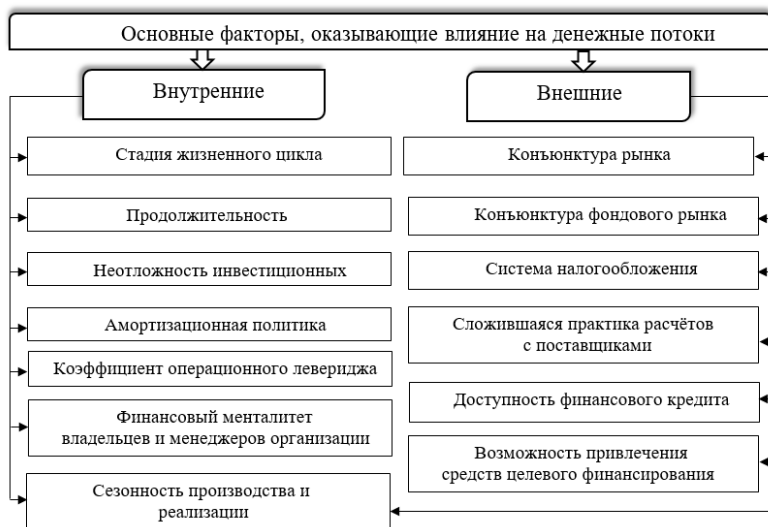 Основные факторы, оказывающие влияние на денежные потоки
Внутренние
Стадия жизненного цикла
Продолжительность
Неотложность инвестиционных
Амортизационная политика
Коэффициент операционного левериджа
Финансовый менталитет
владельцев и менеджеров организации
Сезонность производства и
реализации
Внешние
Конъюнктура рынка
Конъюнктура фондового рынка
Система налогообложения
Сложившаяся практика расчётов
с поставщиками
Доступность финансового кредита
Возможность привлечения
средств целевого финансирования